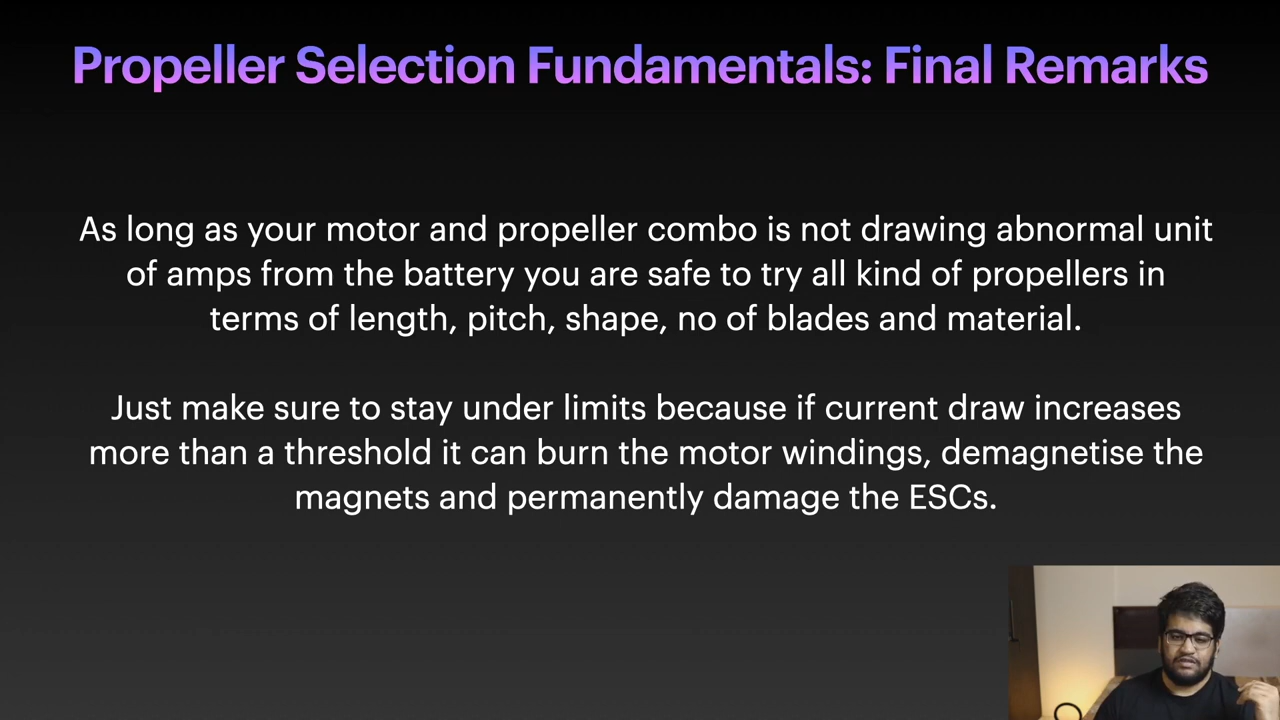 Propeller Selection Fundamentals: Final Remarks
As long as your motor and propeller combo is not drawing abnormal unit
of amps from the battery you are safe to try all kind of propellers in
terms of length, pitch, shape, no of blades and material.
Just make sure to stay under limits because if current draw increases
more than a threshold it can burn the motor windings, demagnetise the
magnets and permanently damage the ESCs.